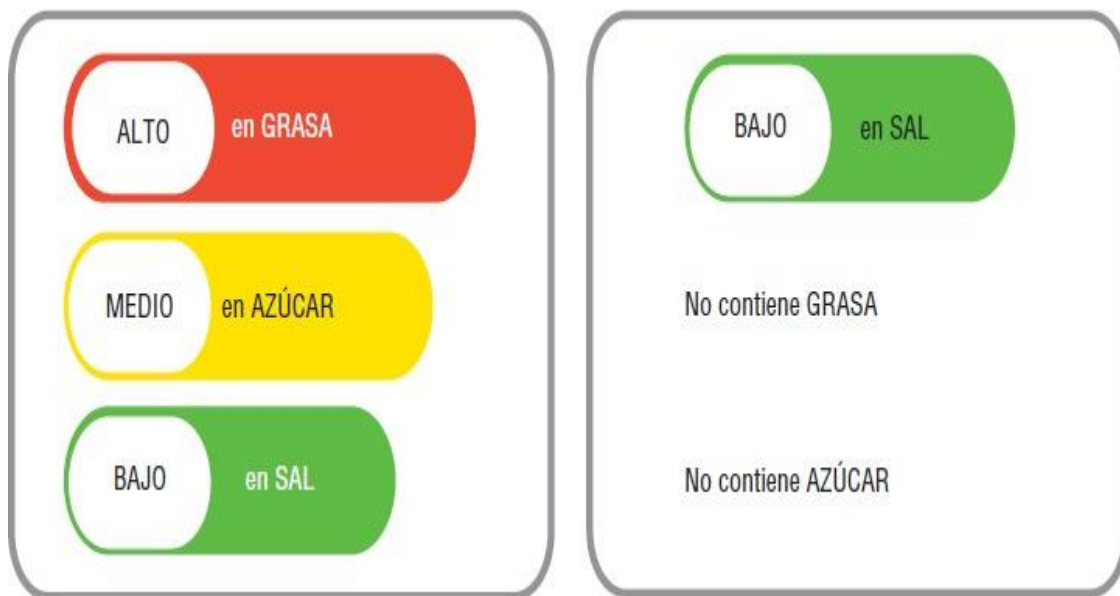 ALTO en GRASA
MEDIO en AZÚCAR
BAJO en SAL
BAJO en SAL
No contiene GRASA
No contiene AZÚCAR